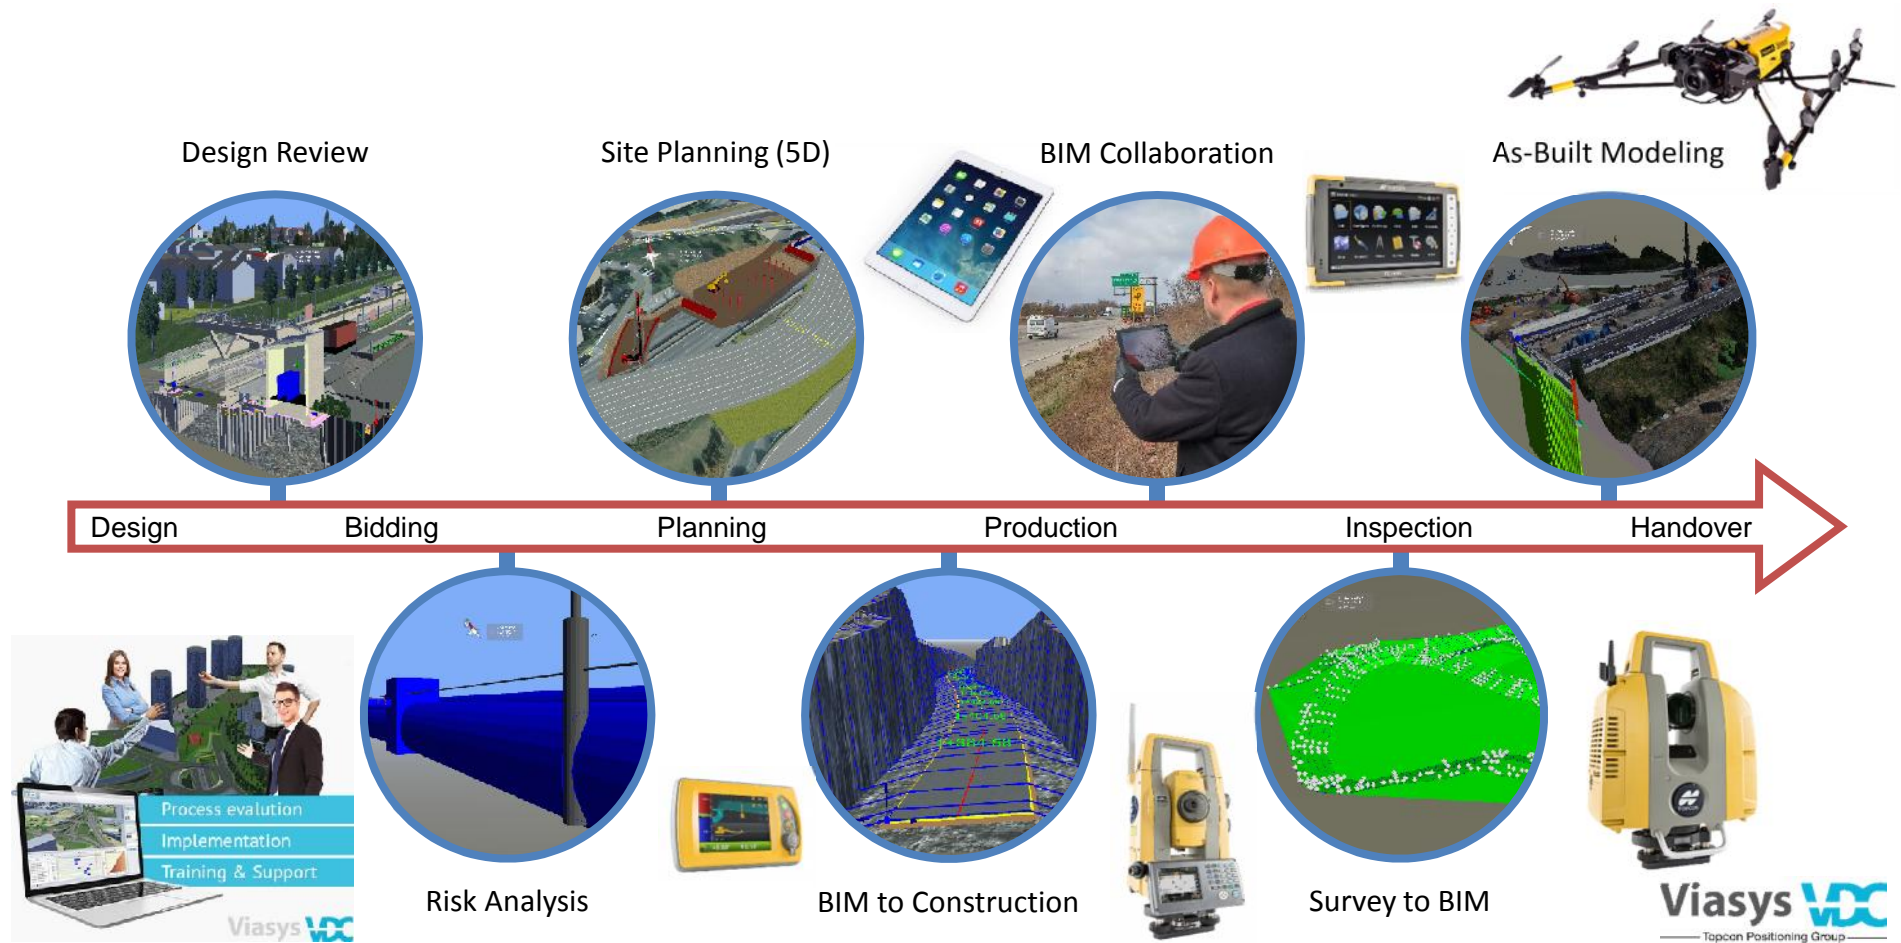 Design Review
Site Planning (5D)
BIM Collaboration
As-Built Modeling
Design
Bidding
Planning
Production
Inspection
Handover
Process evalution
Implementation
Training & Support
Viasys VDC
Risk Analysis
BIM to Construction
Survey to BIM
Viasys VDC
Topcon Positioning Group